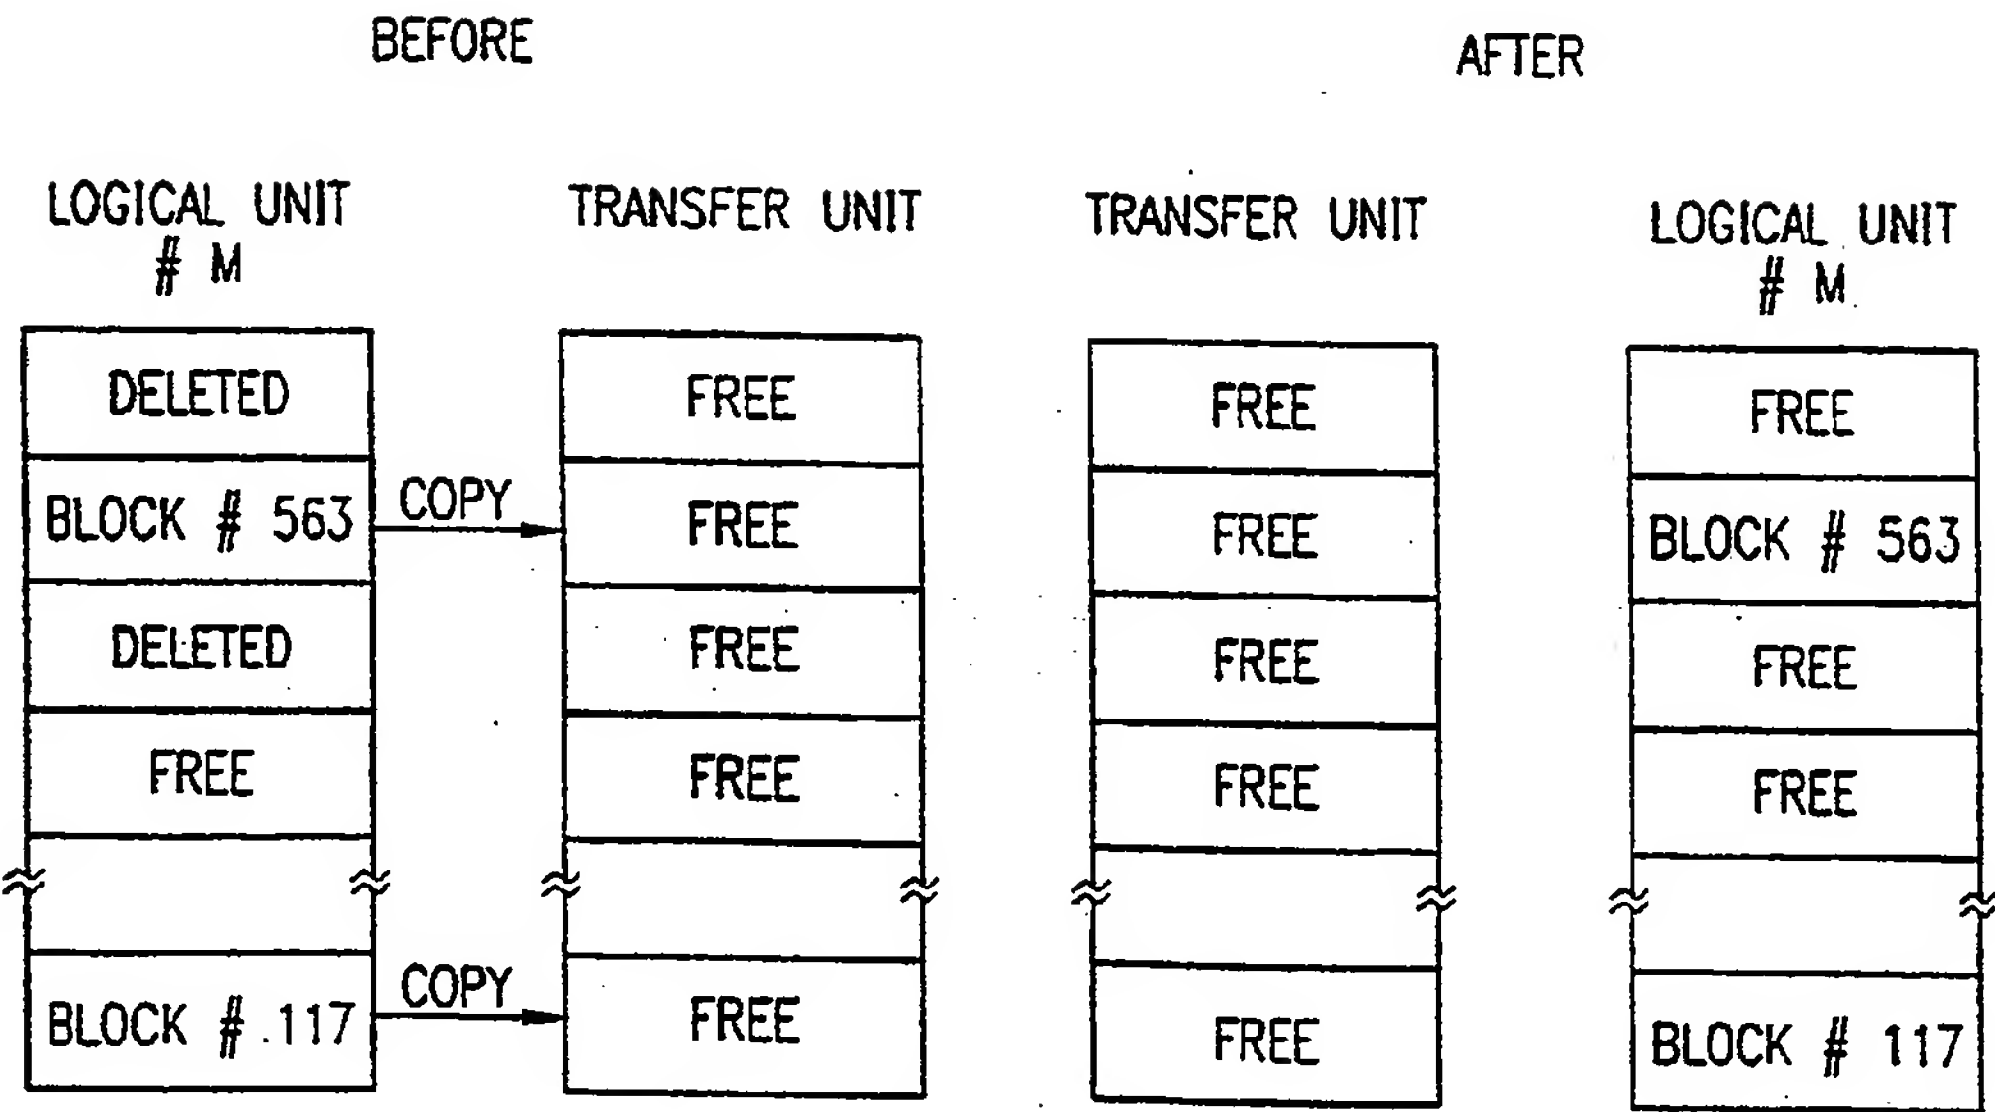 BEFORE
AFTER
LOGICAL UNIT
# M
TRANSFER UNIT
TRANSFER UNIT
LOGICAL UNIT
# M
DELETED
BLOCK # 563
DELETED
FREE
BLOCK # 117
COPY
COPY
FREE
FREE
FREE
FREE
FREE
FREE
FREE
FREE
FREE
FREE
FREE
BLOCK # 563
FREE
FREE
BLOCK # 117